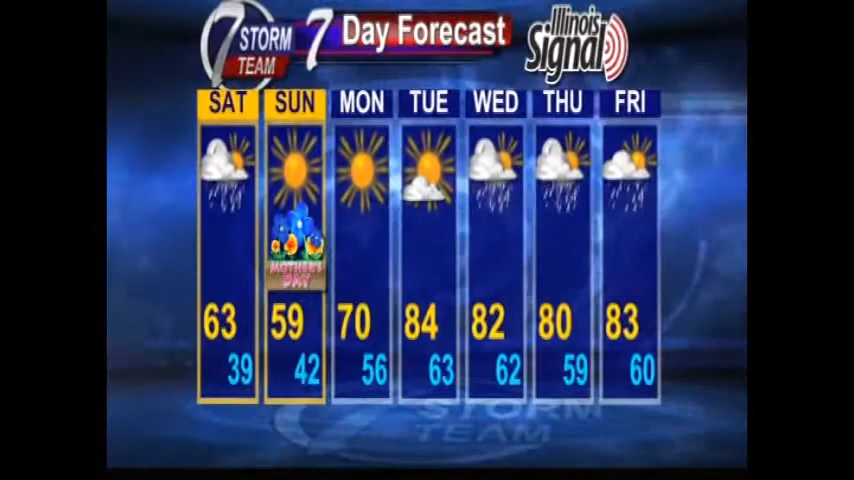 7 STORM TEAM
7 Day Forecast
Illinois Signal
SAT SUN MON TUE WED THU FRI
MOTHER'S
DAY
63 59 70 84 82 80 83
39 42 56 63 62 59 60
7 STORM
TEAM